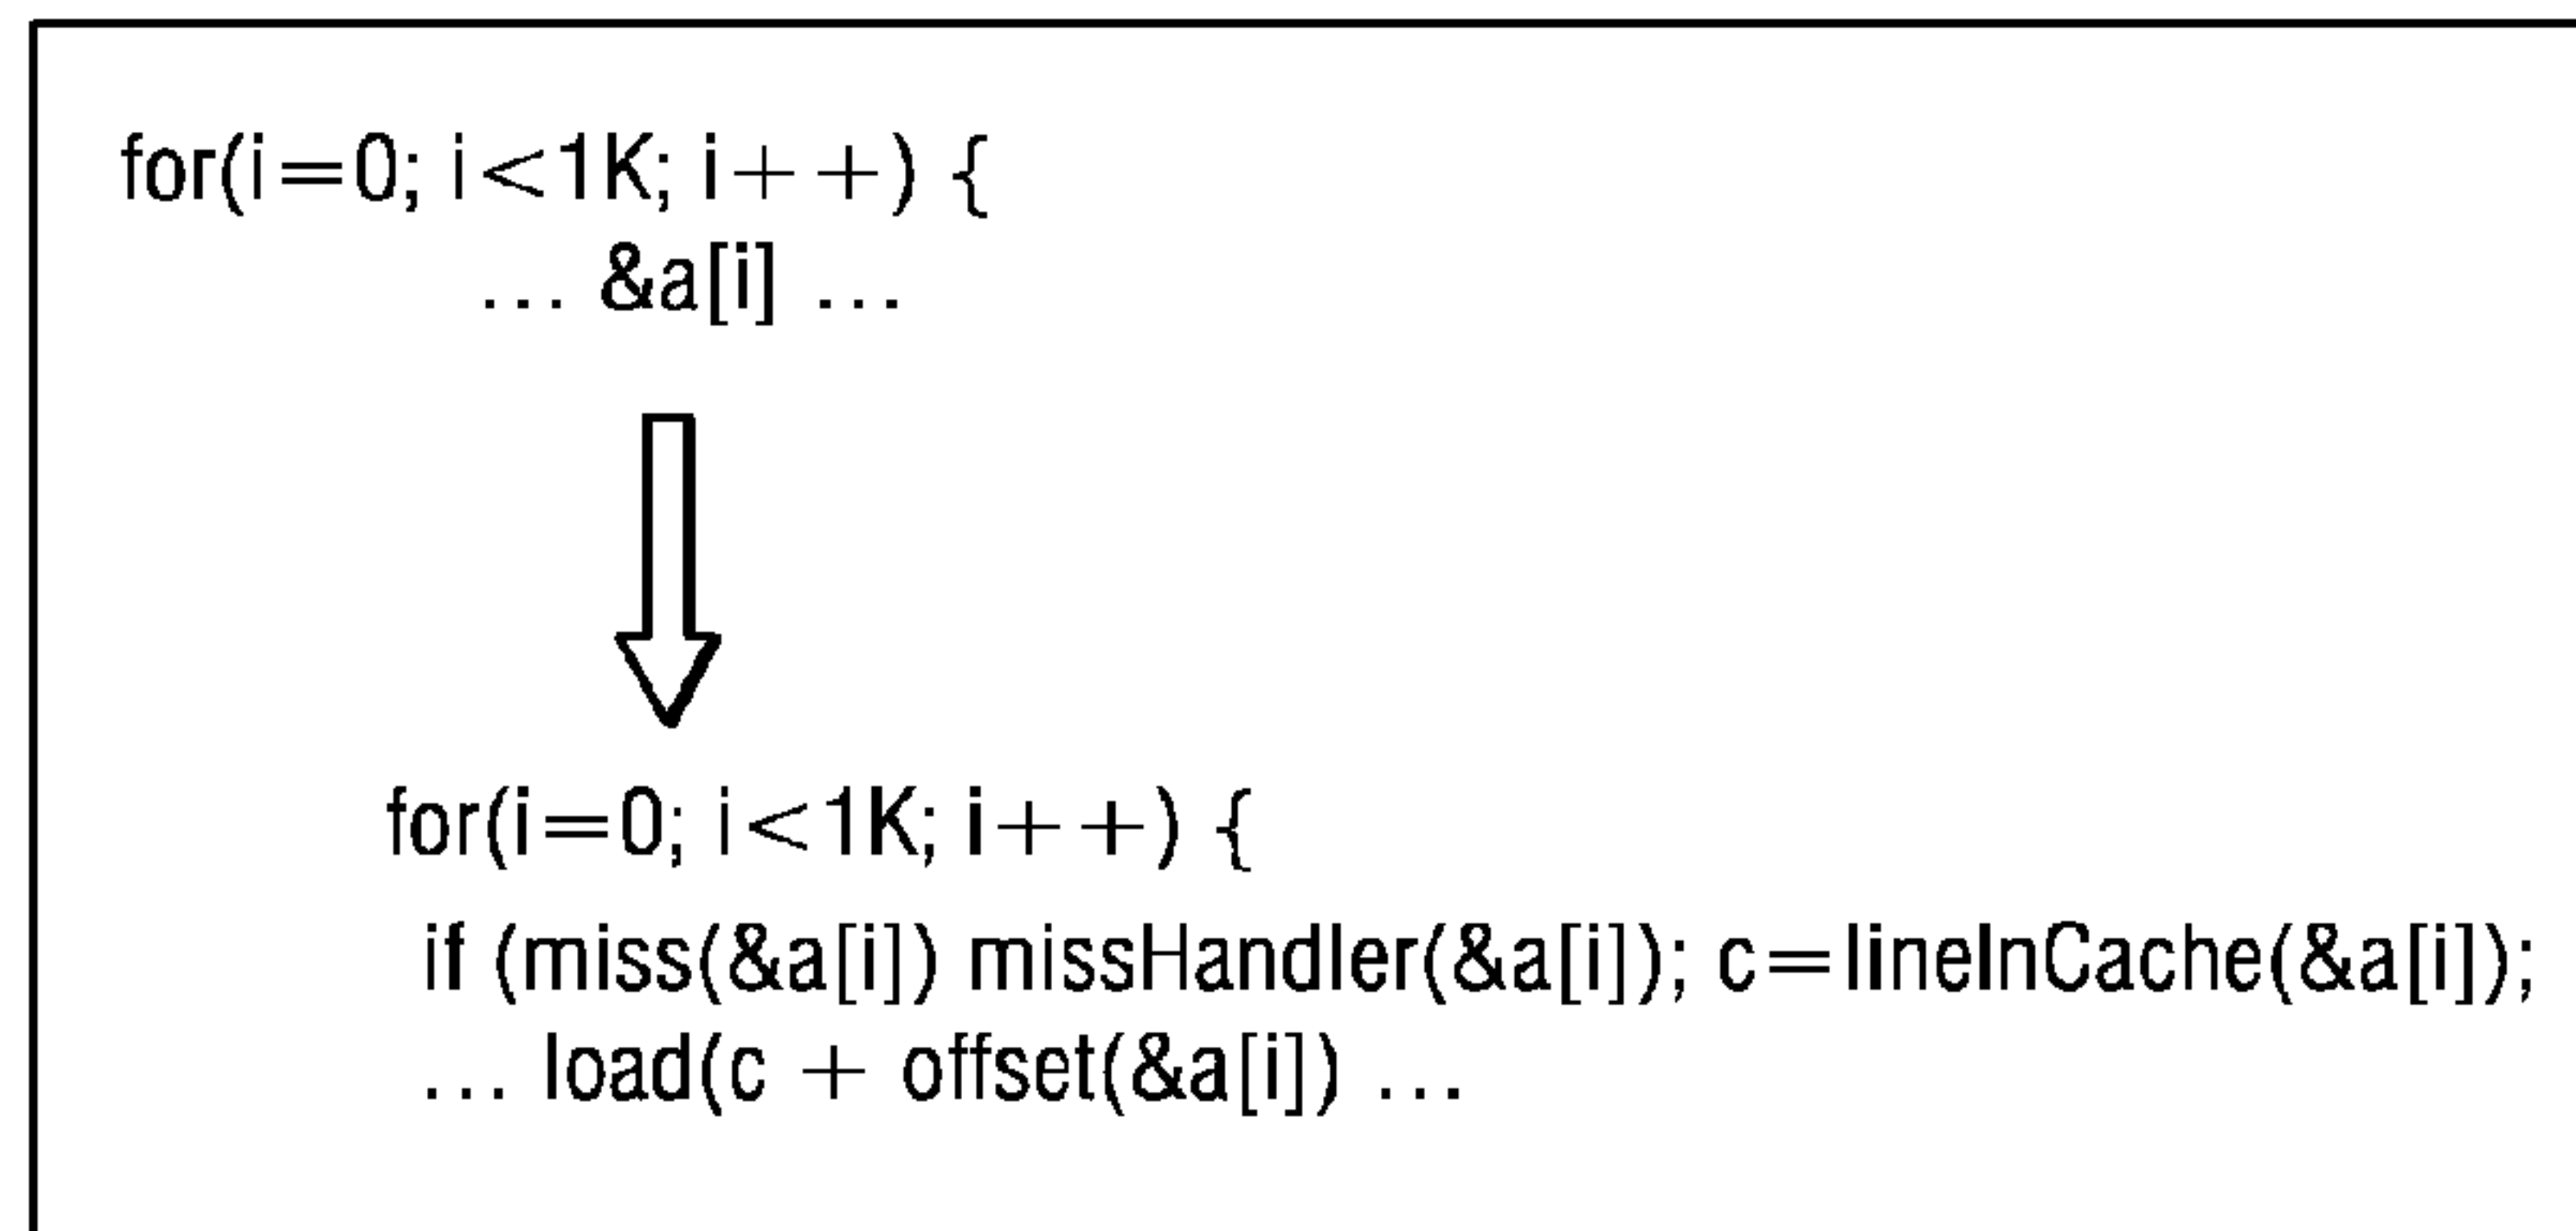 for(i=0; i<1K; i++) {
... &a[i] ...
for(i=0; i<1K; i++) {
if (miss(&a[i]) missHandler(&a[i]); c=lineInCache(&a[i]);
... load(c + offset(&a[i]) ...